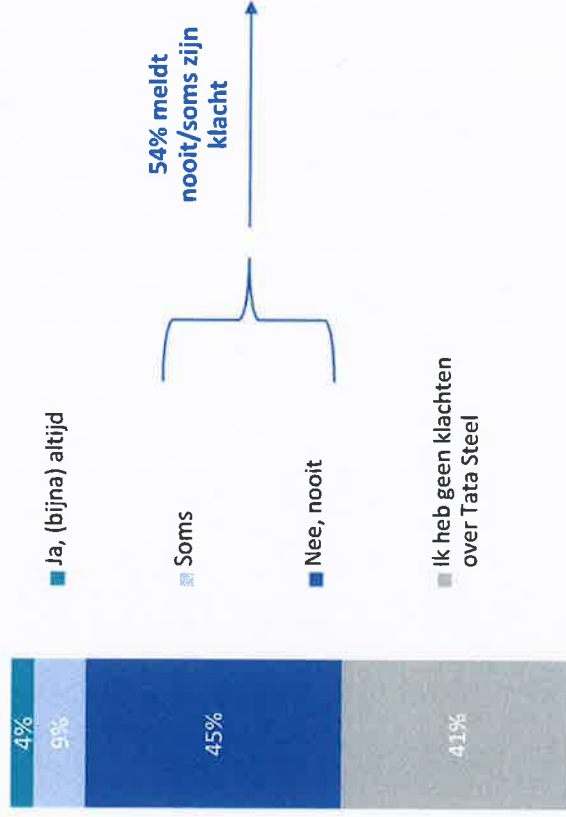 4%
9%
45%
41%
Ja, (bijna) altijd
Soms
Nee, nooit
Ik heb geen klachten
over Tata Steel
54% meldt
nooit/soms zijn
klacht